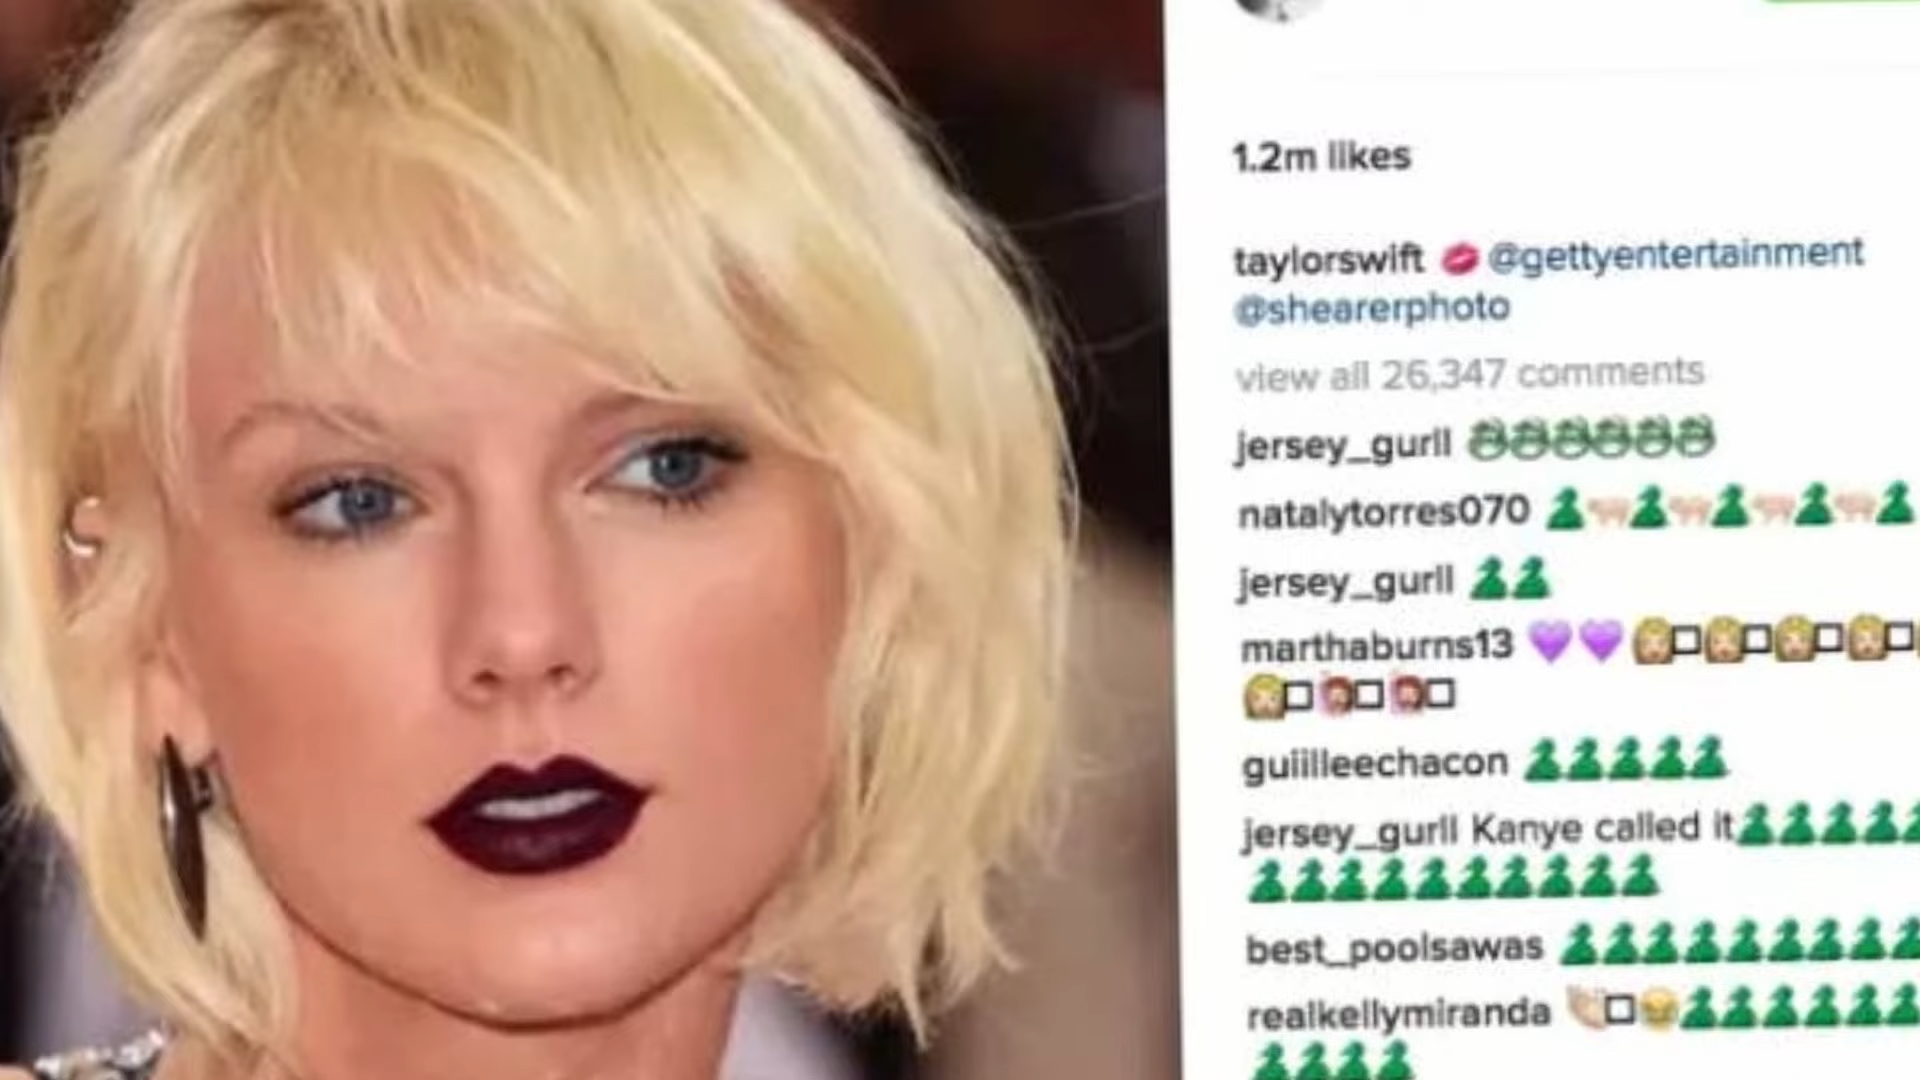 1.2m likes
taylorswift 💋 @gettyentertainment
@shearerphoto
view all 26,347 comments
jersey_gurll
natalytorres070
jersey_gurll
marthaburns13
guiilleechacon
jersey_gurll Kanye called it
best_poolsawas
realkellymiranda